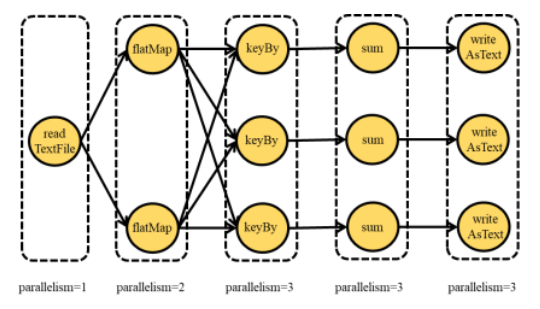 flatMap
keyBy
sum
write
AsText
read
TextFile
keyBy
sum
write
AsText
flatMap
keyBy
sum
write
AsText
parallelism=1
parallelism=2
parallelism=3
parallelism=3
parallelism=3